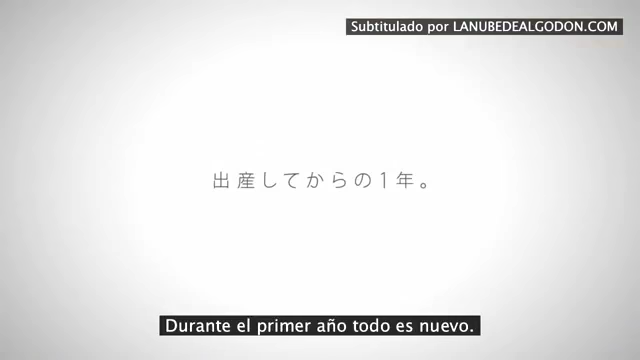 Subtitulado por LANUBEDEALGODON.COM
出産してからの1年。
Durante el primer año todo es nuevo.